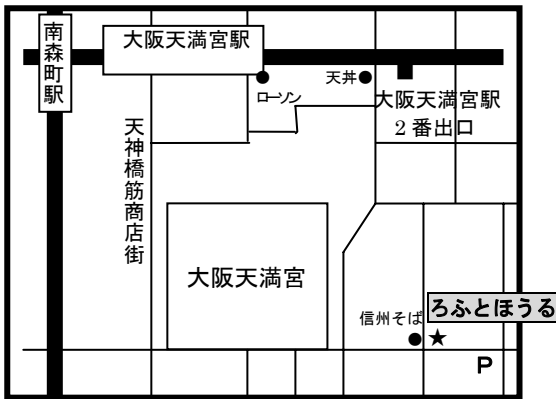 南森町駅
大阪天満宮駅
ローソン
天丼
大阪天満宮駅
2番出口
天神橋筋商店街
大阪天満宮
信州そば
ろふとほうる
P